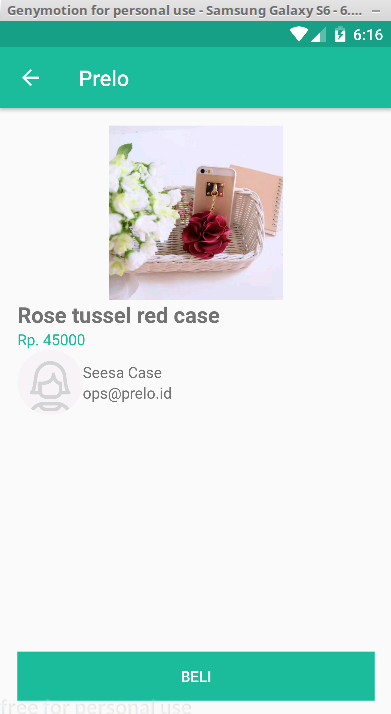 Genymotion for personal use - Samsung Galaxy S6 - 6....
6:16
Prelo
Rose tussel red case
Rp. 45000
Seesa Case
ops@prelo.id
BELI
free for personal use